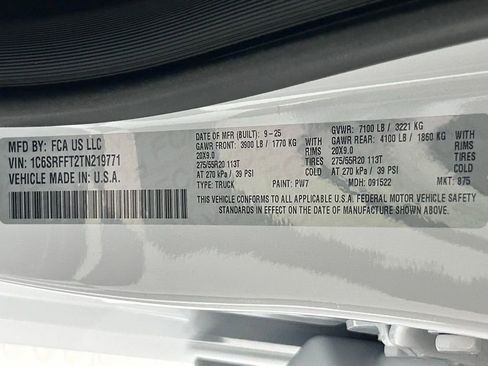 MFD BY: FCA US LLC
VIN: 1C6SRFFT2TN219771
VEHICLE MADE IN: U.S.A.
DATE OF MFR (BUILT): 9-25 GVWR: 7100 LB / 3221 KG
GAWR FRONT: 3900 LB / 1770 KG WITH GAWR REAR: 4100 LB / 1860 KG WITH
20X9.0 RIMS 20X9.0 RIMS
275/55R20 113T TIRES 275/55R20 113T TIRES
AT 270 kPa / 39 PSI COLD AT 270 kPa / 39 PSI COLD
TYPE: TRUCK PAINT: PW7 MDH: 091522 MKT: 875
THIS VEHICLE CONFORMS TO ALL APPLICABLE U.S.A. FEDERAL MOTOR VEHICLE SAFETY
STANDARDS IN EFFECT ON THE DATE OF MANUFACTURE SHOWN ABOVE.